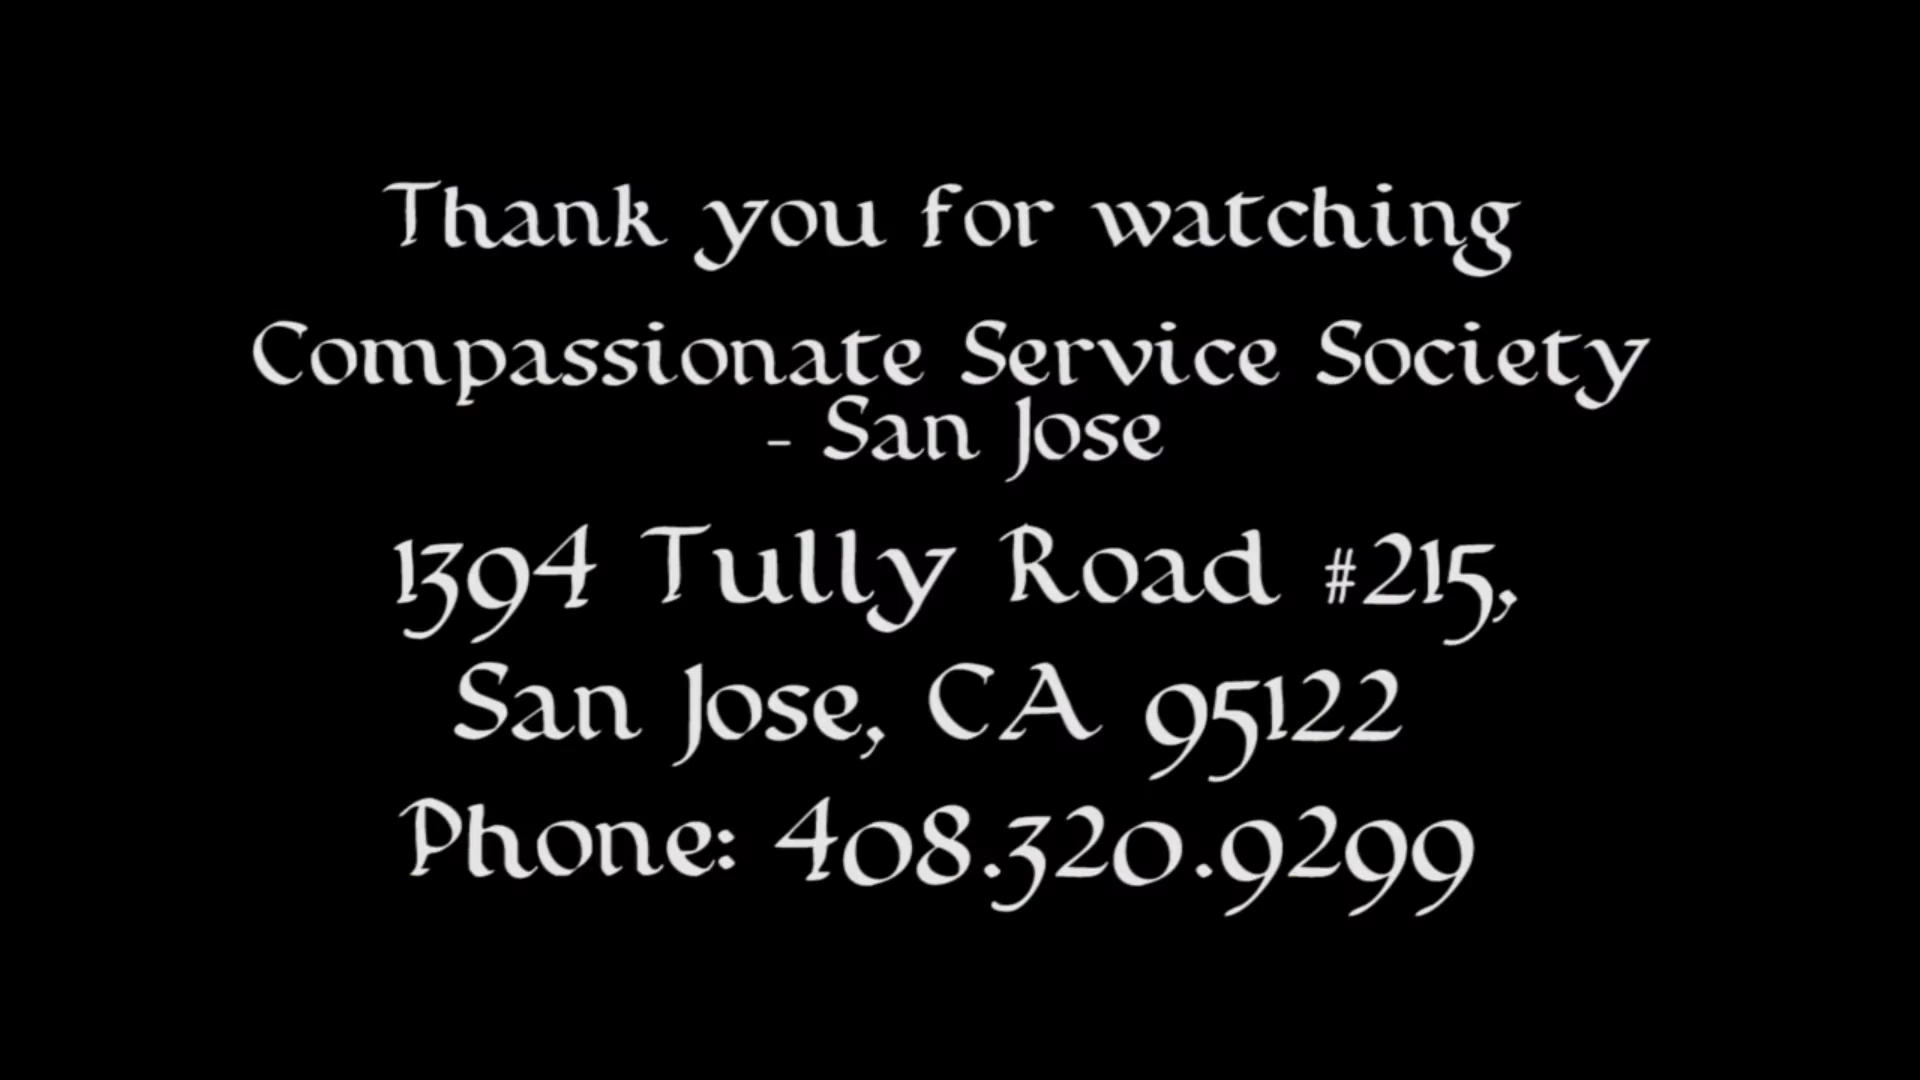 Thank you for watching
Compassionate Service Society
- San Jose
1394 Tully Road #215,
San Jose, CA 95122
Phone: 408.320.9299